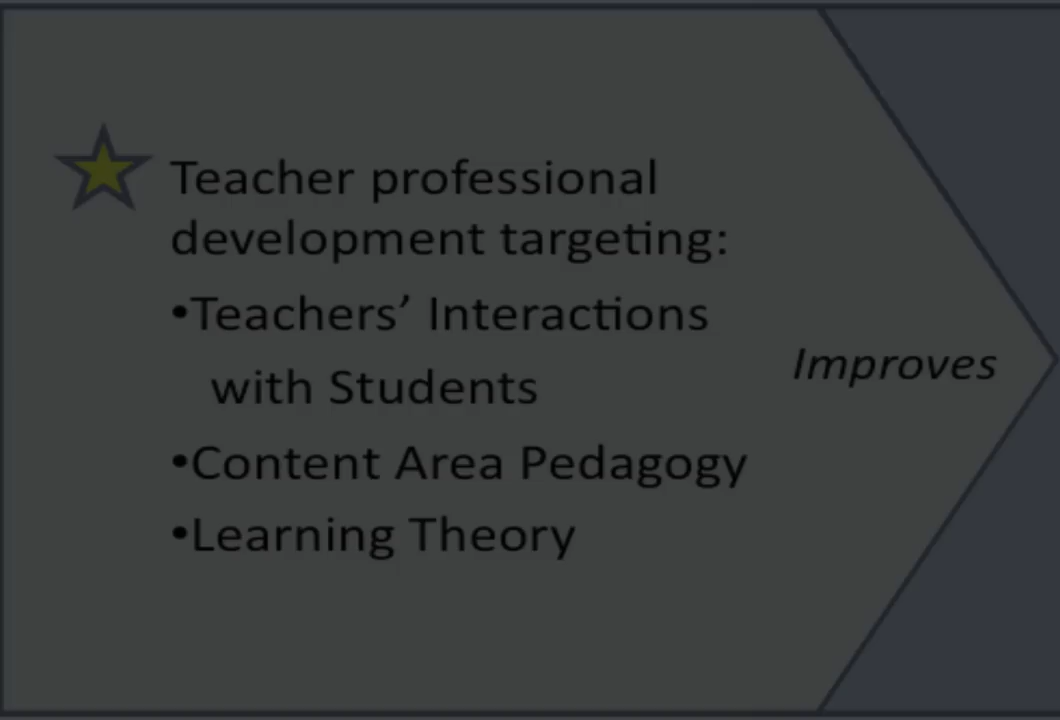 Teacher professional
development targeting:
•Teachers’ Interactions
with Students
Improves
•Content Area Pedagogy
•Learning Theory